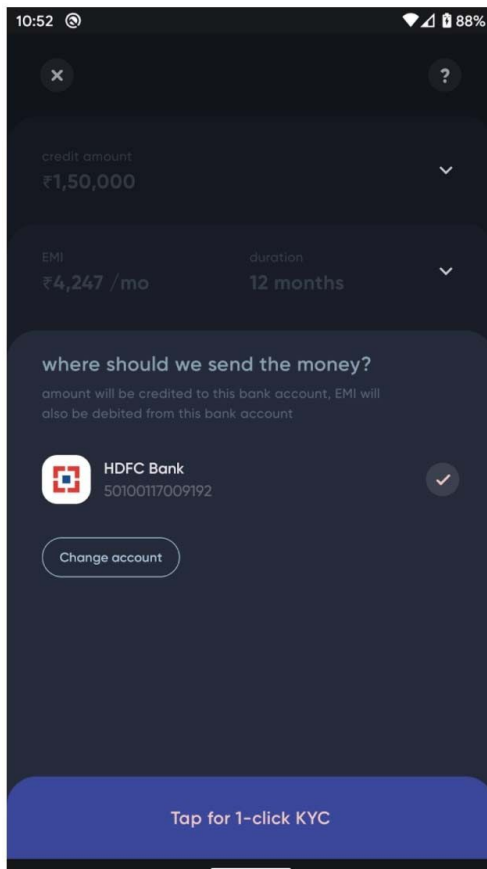 10:52 88%
?
credit amount
₹1,50,000
EMI duration
₹4,247 /mo 12 months
where should we send the money?
amount will be credited to this bank account, EMI will
also be debited from this bank account
HDFC Bank
50100117009192
Change account
Tap for 1-click KYC